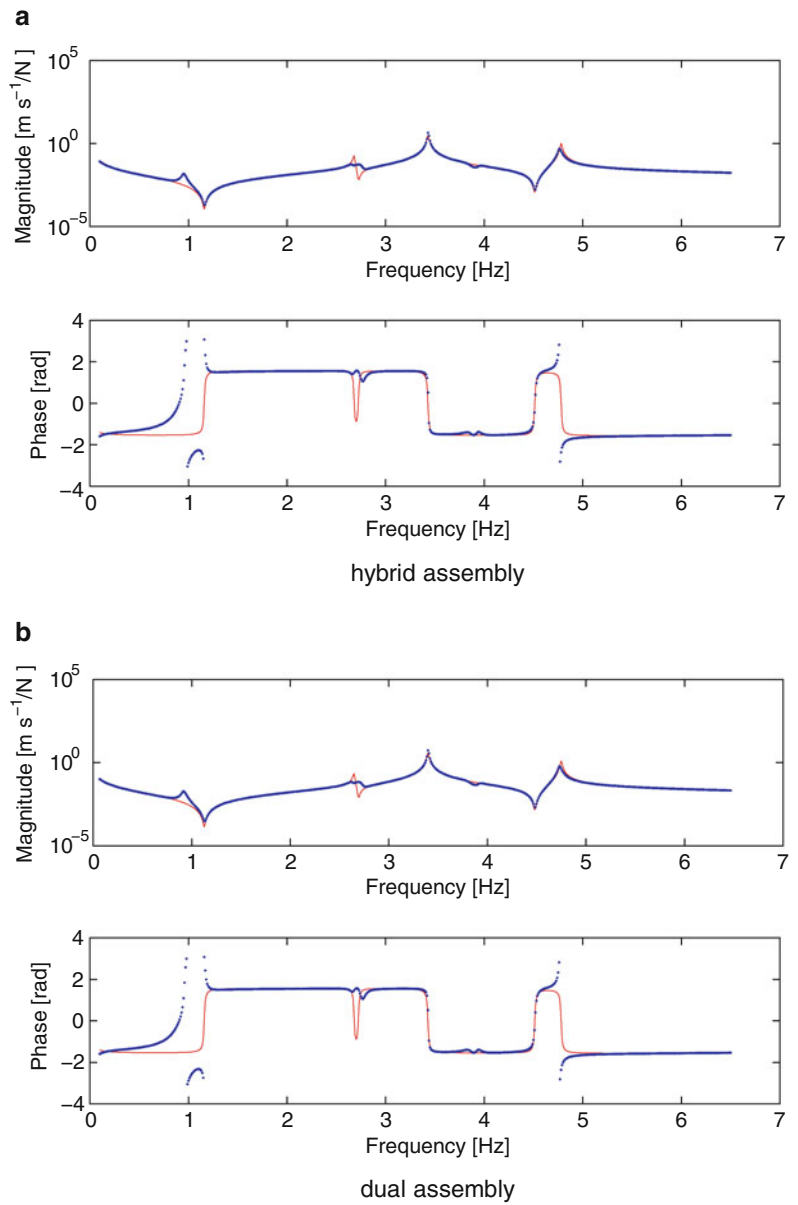 a
10^5
10^0
10^-5
Magnitude [m s^-1/N ]
0 1 2 3 4 5 6 7
Frequency [Hz]
4
2
0
-2
-4
Phase [rad]
0 1 2 3 4 5 6 7
Frequency [Hz]
hybrid assembly
b
10^5
10^0
10^-5
Magnitude [m s^-1/N ]
0 1 2 3 4 5 6 7
Frequency [Hz]
4
2
0
-2
-4
Phase [rad]
0 1 2 3 4 5 6 7
Frequency [Hz]
dual assembly